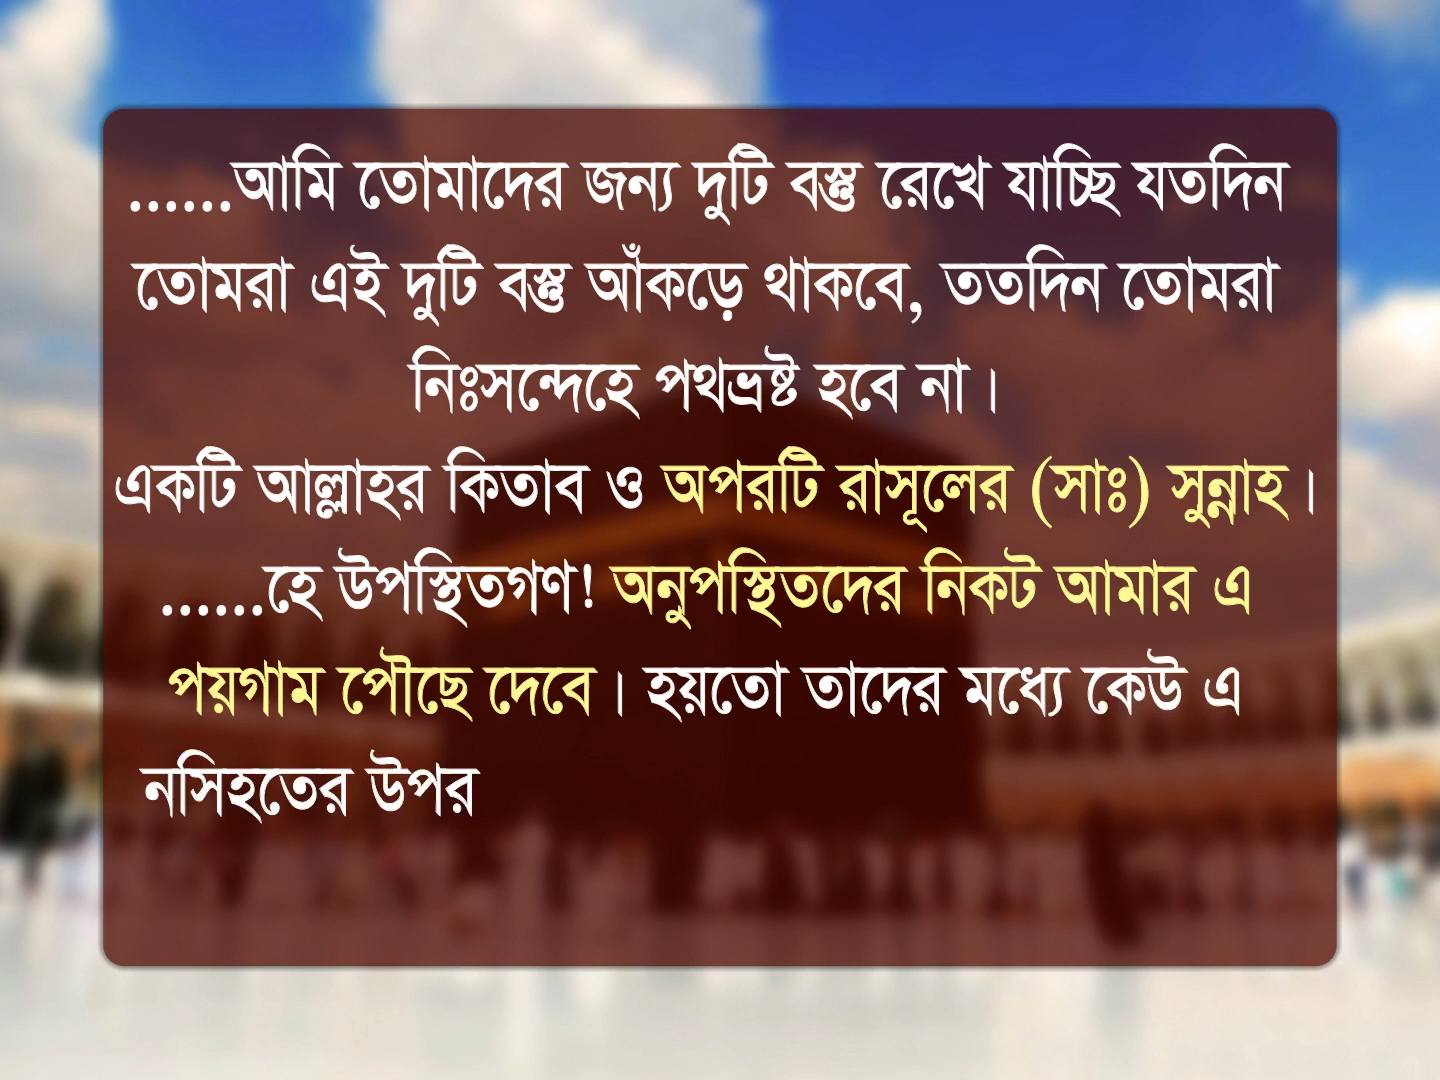 ......আমি তোমাদের জন্য দুটি বস্তু রেখে যাচ্ছি যতদিন
তোমরা এই দুটি বস্তু আঁকড়ে থাকবে, ততদিন তোমরা
নিঃসন্দেহে পথভ্রষ্ট হবে না।
একটি আল্লাহর কিতাব ও অপরটি রাসূলের (সাঃ) সুন্নাহ।
......হে উপস্থিতগণ! অনুপস্থিতদের নিকট আমার এ
পয়গাম পৌছে দেবে। হয়তো তাদের মধ্যে কেউ এ
নসিহতের উপর